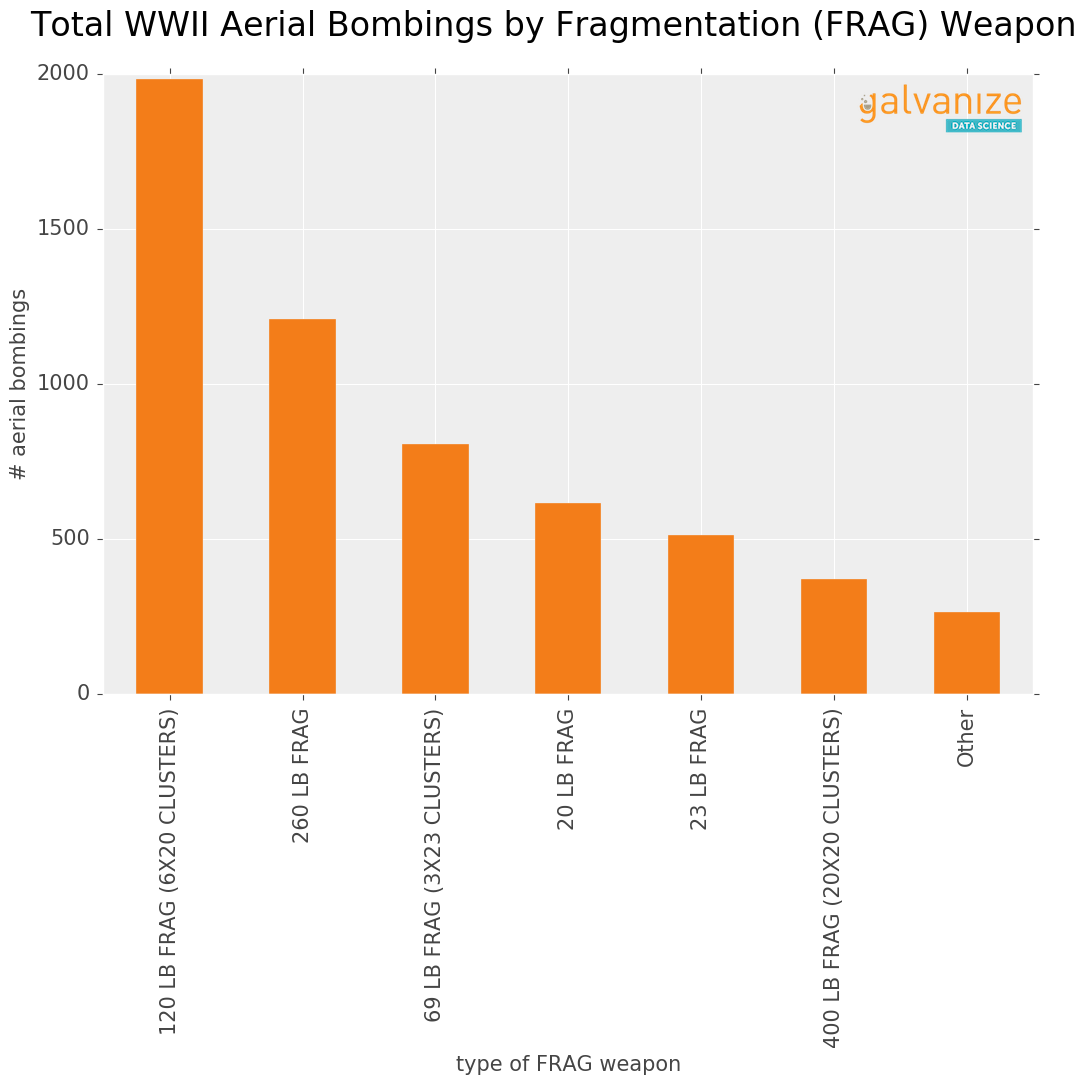 Total WWII Aerial Bombings by Fragmentation (FRAG) Weapon
galvanize
DATA SCIENCE
# aerial bombings
2000
1500
1000
500
0
120 LB FRAG (6X20 CLUSTERS)
260 LB FRAG
69 LB FRAG (3X23 CLUSTERS)
20 LB FRAG
23 LB FRAG
400 LB FRAG (20X20 CLUSTERS)
Other
type of FRAG weapon